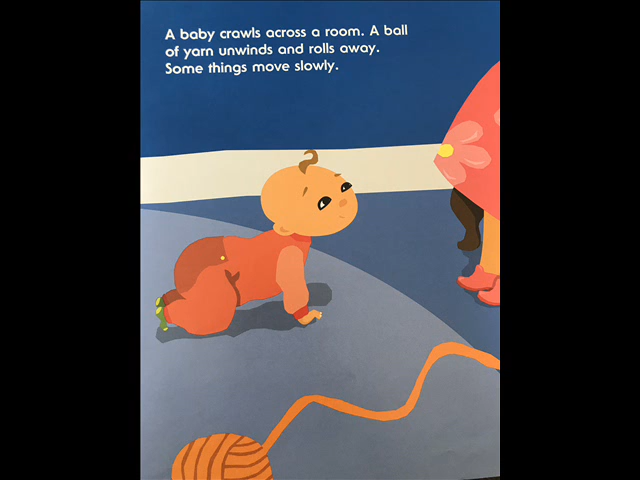 A baby crawls across a room. A ball
of yarn unwinds and rolls away.
Some things move slowly.